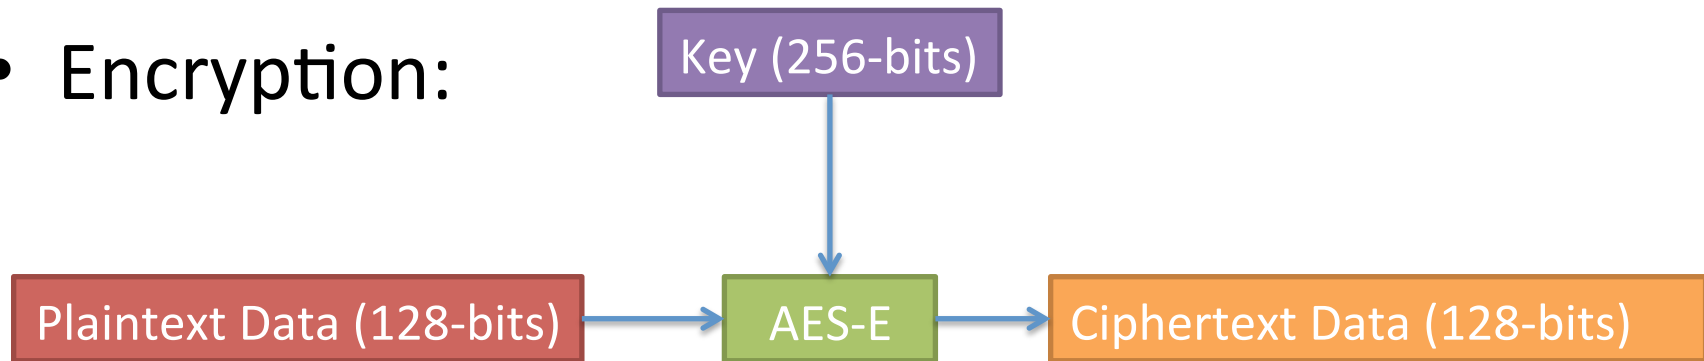 • Encryption:
Key (256-bits)
Plaintext Data (128-bits)
AES-E
Ciphertext Data (128-bits)